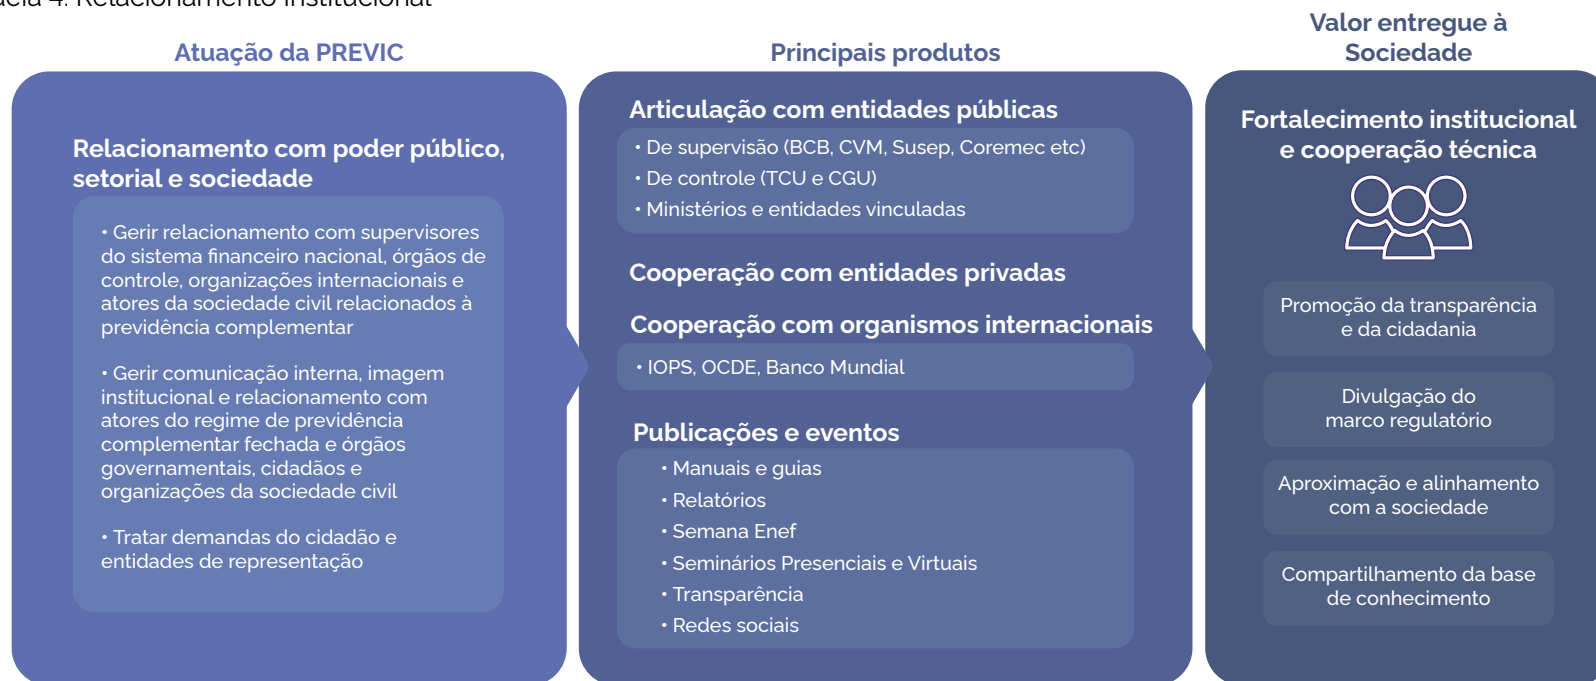 4. Relacionamento Institucional
Atuação da PREVIC
Relacionamento com poder público,
setorial e sociedade
• Gerir relacionamento com supervisores
do sistema financeiro nacional, órgãos de
controle, organizações internacionais e
atores da sociedade civil relacionados à
previdência complementar
• Gerir comunicação interna, imagem
institucional e relacionamento com
atores do regime de previdência
complementar fechada e órgãos
governamentais, cidadãos e
organizações da sociedade civil
• Tratar demandas do cidadão e
entidades de representação
Principais produtos
Articulação com entidades públicas
• De supervisão (BCB, CVM, Susep, Coremec etc)
• De controle (TCU e CGU)
• Ministérios e entidades vinculadas
Cooperação com entidades privadas
Cooperação com organismos internacionais
• IOPS, OCDE, Banco Mundial
Publicações e eventos
• Manuais e guias
• Relatórios
• Semana Enef
• Seminários Presenciais e Virtuais
• Transparência
• Redes sociais
Valor entregue à
Sociedade
Fortalecimento institucional
e cooperação técnica
Promoção da transparência
e da cidadania
Divulgação do
marco regulatório
Aproximação e alinhamento
com a sociedade
Compartilhamento da base
de conhecimento